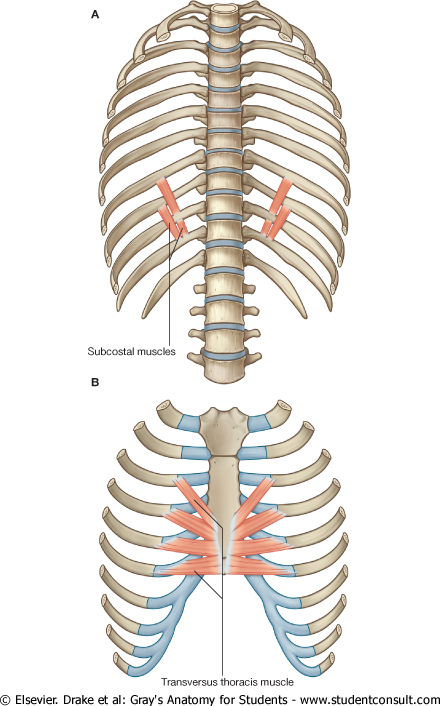 A
Subcostal muscles
B
Transversus thoracis muscle
© Elsevier. Drake et al: Gray's Anatomy for Students - www.studentconsult.com